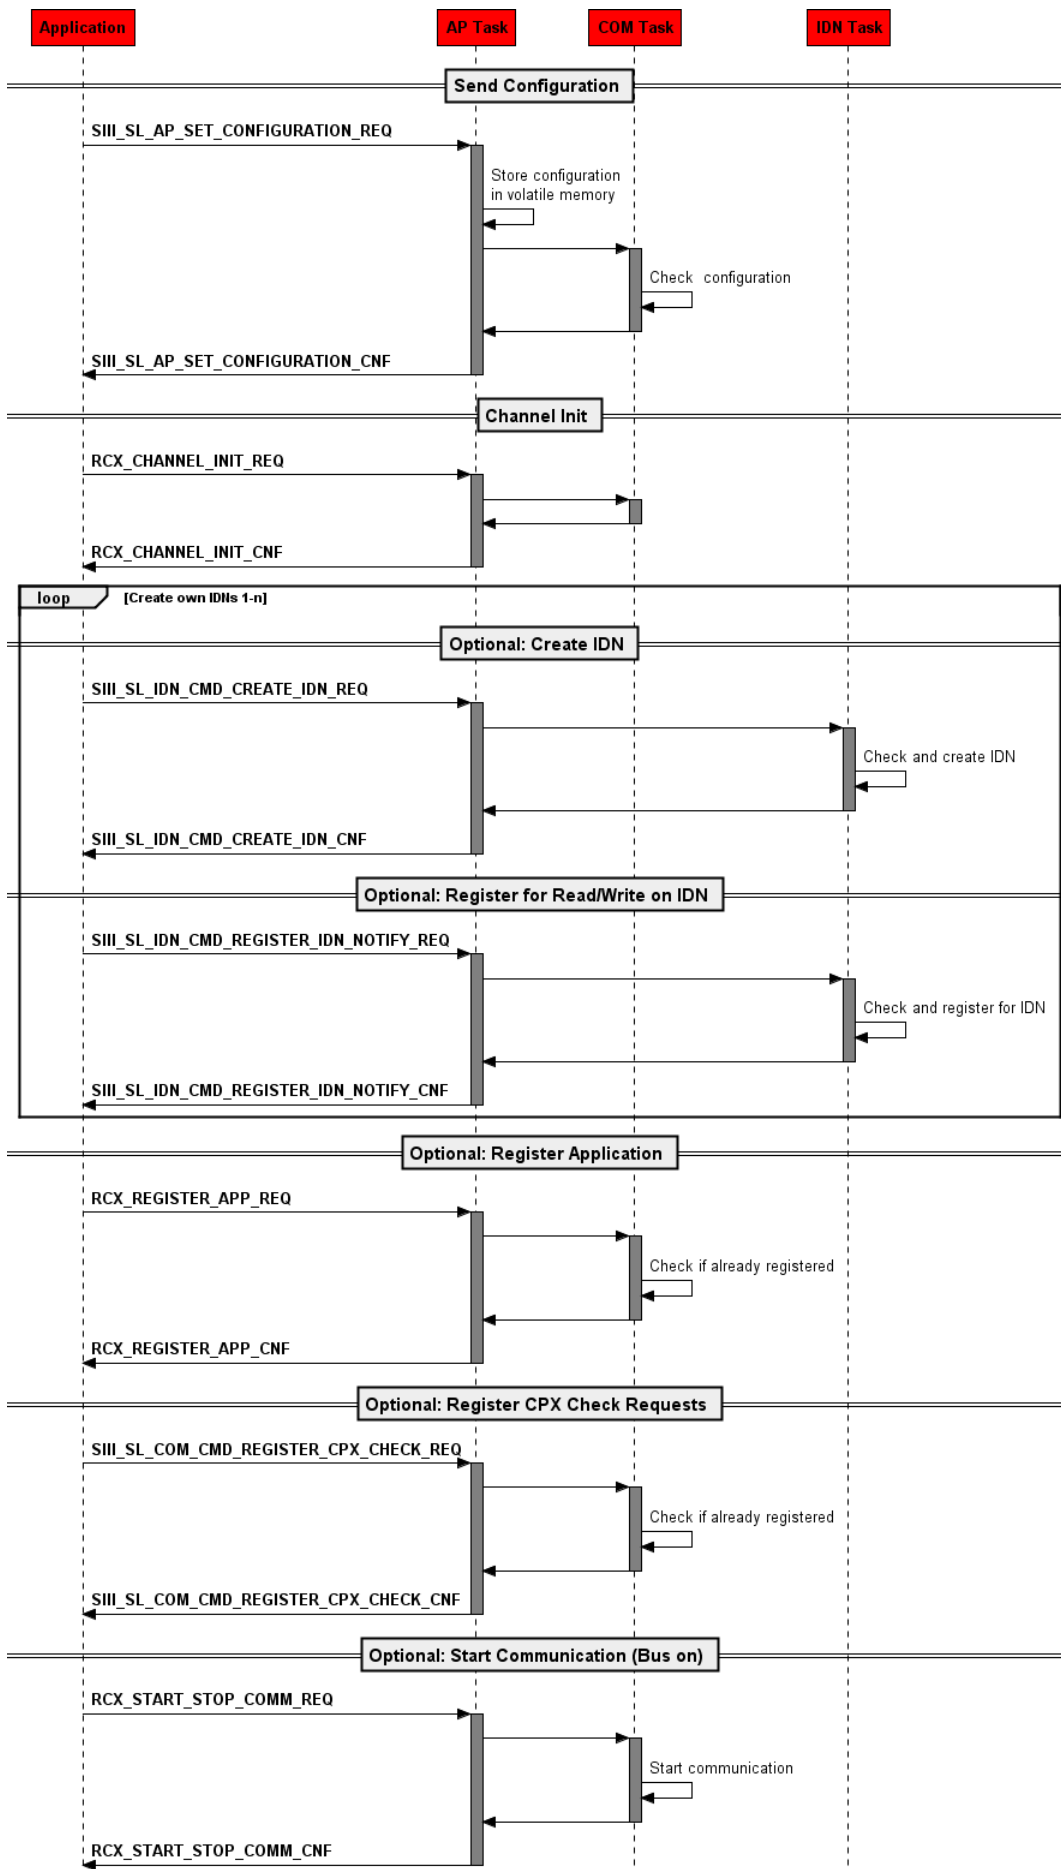 Application AP Task COM Task IDN Task
Send Configuration
SIII_SL_AP_SET_CONFIGURATION_REQ
Store configuration
in volatile memory
Check configuration
SIII_SL_AP_SET_CONFIGURATION_CNF
Channel Init
RCX_CHANNEL_INIT_REQ
RCX_CHANNEL_INIT_CNF
loop [Create own IDNs 1-n]
Optional: Create IDN
SIII_SL_IDN_CMD_CREATE_IDN_REQ
Check and create IDN
SIII_SL_IDN_CMD_CREATE_IDN_CNF
Optional: Register for Read/Write on IDN
SIII_SL_IDN_CMD_REGISTER_IDN_NOTIFY_REQ
Check and register for IDN
SIII_SL_IDN_CMD_REGISTER_IDN_NOTIFY_CNF
Optional: Register Application
RCX_REGISTER_APP_REQ
Check if already registered
RCX_REGISTER_APP_CNF
Optional: Register CPX Check Requests
SIII_SL_COM_CMD_REGISTER_CPX_CHECK_REQ
Check if already registered
SIII_SL_COM_CMD_REGISTER_CPX_CHECK_CNF
Optional: Start Communication (Bus on)
RCX_START_STOP_COMM_REQ
Start communication
RCX_START_STOP_COMM_CNF